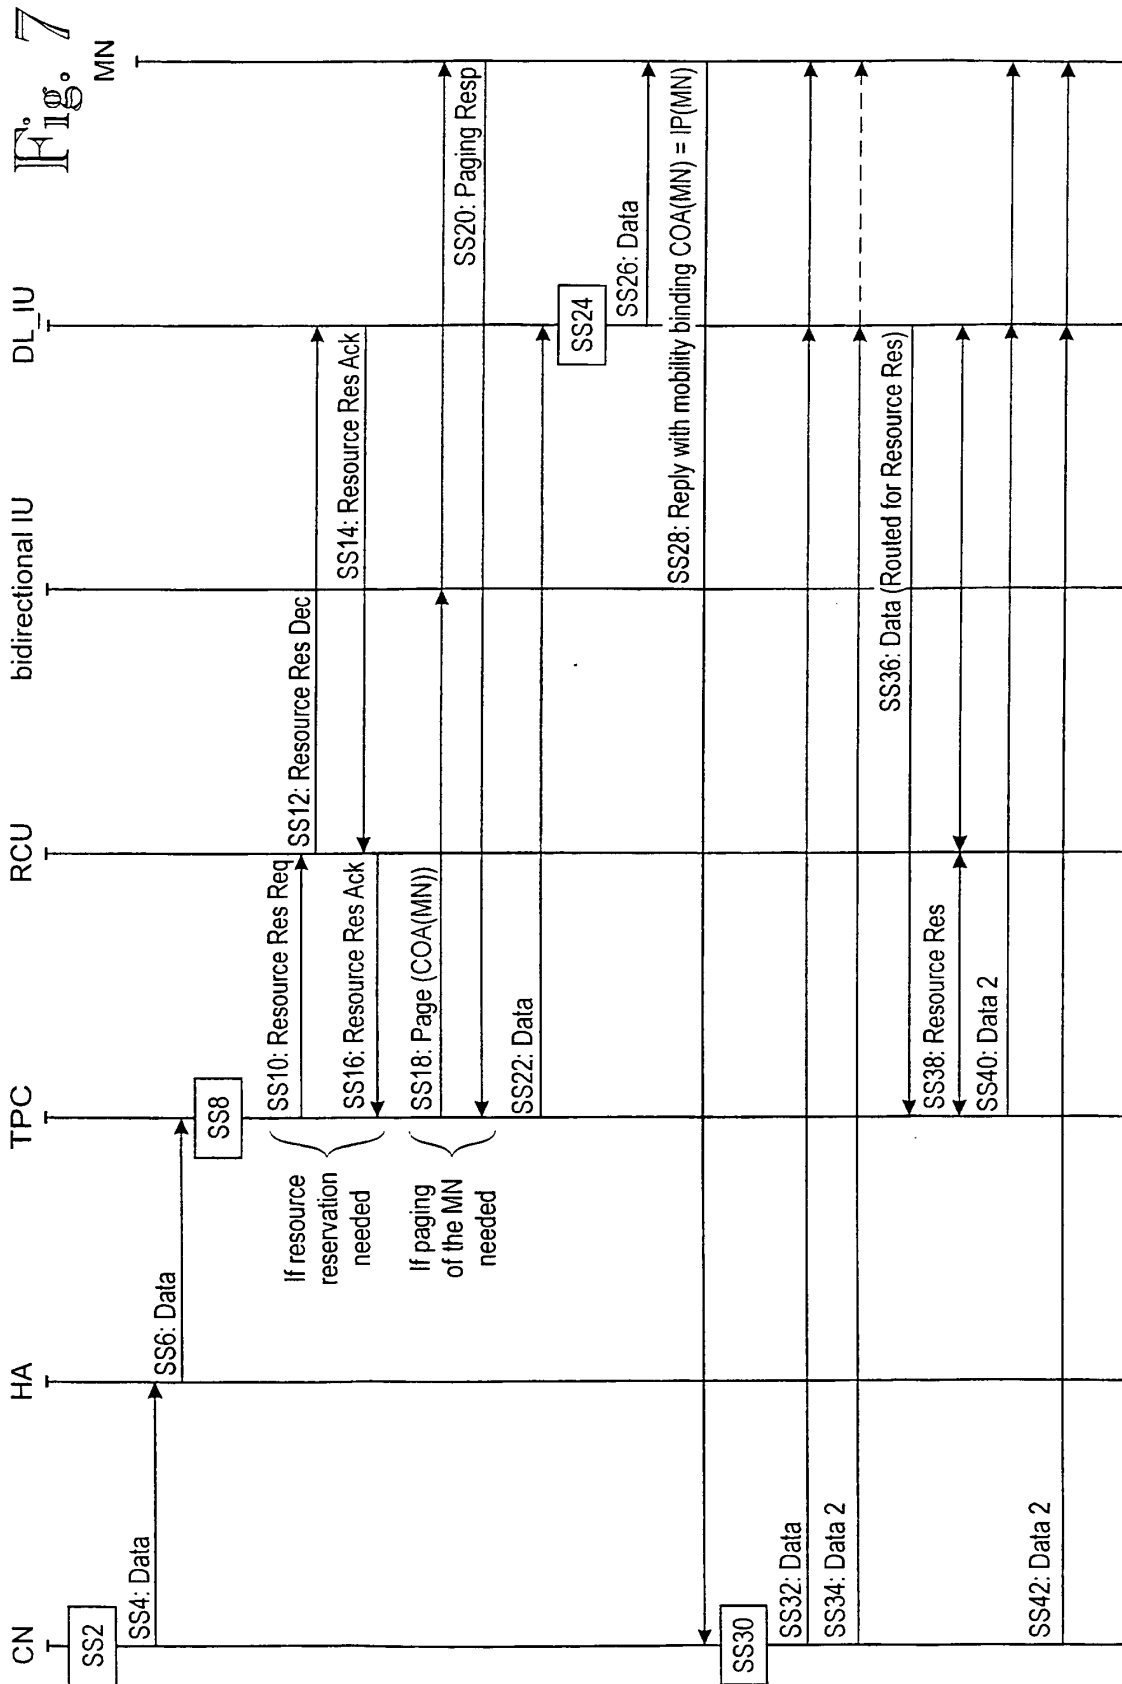 Fig. 7
CN
HA
TPC
RCU
bidirectional IU
DL_IU
MN
SS2
SS4: Data
SS6: Data
SS8
If resource
reservation
needed
SS10: Resource Res Req
SS12: Resource Res Dec
SS14: Resource Res Ack
SS16: Resource Res Ack
If paging
of the MN
needed
SS18: Page (COA(MN))
SS20: Paging Resp
SS22: Data
SS24
SS26: Data
SS28: Reply with mobility binding COA(MN) = IP(MN)
SS30
SS32: Data
SS34: Data 2
SS36: Data (Routed for Resource Res)
SS38: Resource Res
SS40: Data 2
SS42: Data 2